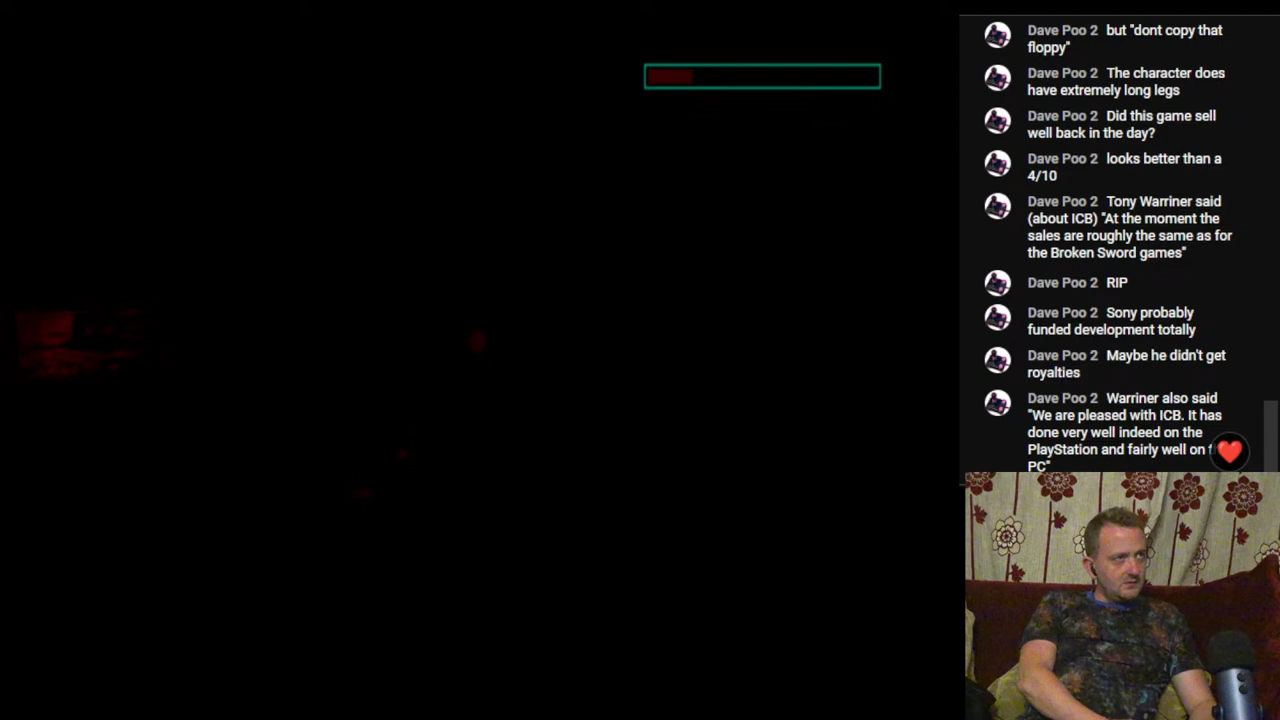 Dave Poo 2 but "dont copy that
floppy"
Dave Poo 2 The character does
have extremely long legs
Dave Poo 2 Did this game sell
well back in the day?
Dave Poo 2 looks better than a
4/10
Dave Poo 2 Tony Warriner said
(about ICB) "At the moment the
sales are roughly the same as for
the Broken Sword games"
Dave Poo 2 RIP
Dave Poo 2 Sony probably
funded development totally
Dave Poo 2 Maybe he didn't get
royalties
Dave Poo 2 Warriner also said
"We are pleased with ICB. It has
done very well indeed on the
PlayStation and fairly well on
PC"